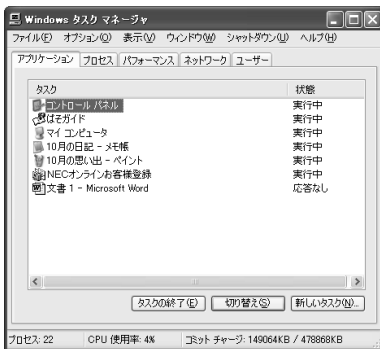 Windows タスク マネージャ
ファイル(F) オプション(O) 表示(V) ウィンドウ(W) シャットダウン(U) ヘルプ(H)
アプリケーション プロセス パフォーマンス ネットワーク ユーザー
タスク 状態
コントロール パネル 実行中
ぱそガイド 実行中
マイ コンピュータ 実行中
10月の日記 - メモ帳 実行中
10月の思い出 - ペイント 実行中
NECオンラインお客様登録 実行中
文書 1 - Microsoft Word 応答なし
タスクの終了(E) 切り替え(S) 新しいタスク(N)...
プロセス: 22 CPU 使用率: 4% コミット チャージ: 149064KB / 478868KB